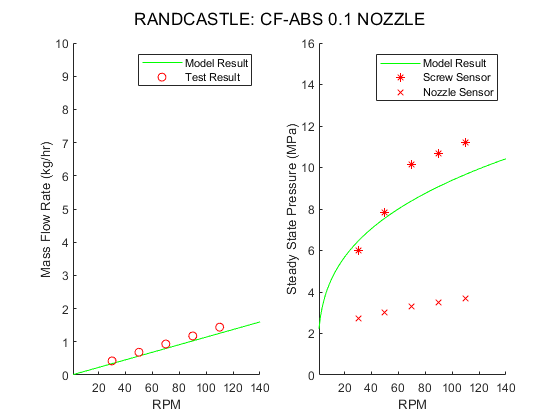 RANDCASTLE: CF-ABS 0.1 NOZZLE
10
9
8
7
6
5
4
3
2
1
0
Mass Flow Rate (kg/hr)
Model Result
Test Result
20 40 60 80 100 120 140
RPM
16
14
12
10
8
6
4
2
0
Steady State Pressure (MPa)
Model Result
Screw Sensor
Nozzle Sensor
20 40 60 80 100 120 140
RPM